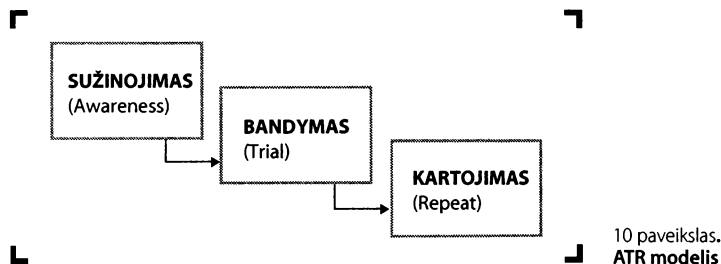 SUŽINOJIMAS
(Awareness)
BANDYMAS
(Trial)
KARTOJIMAS
(Repeat)
10 paveikslas.
ATR modelis